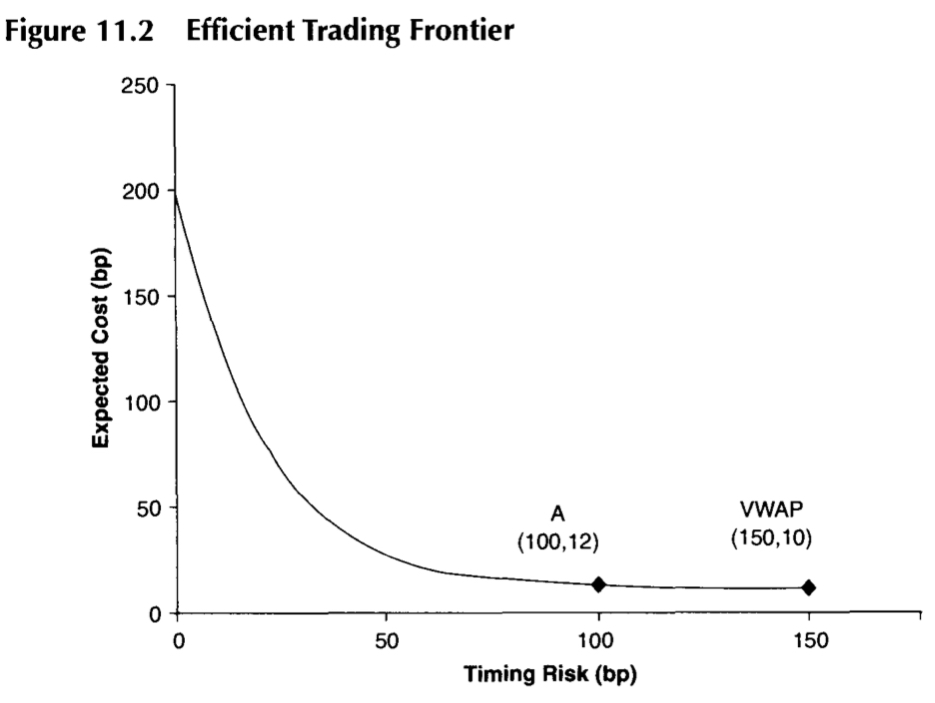 Figure 11.2 Efficient Trading Frontier
250
200
150
100
50
0
Expected Cost (bp)
A
(100,12)
VWAP
(150,10)
0
50
100
150
Timing Risk (bp)